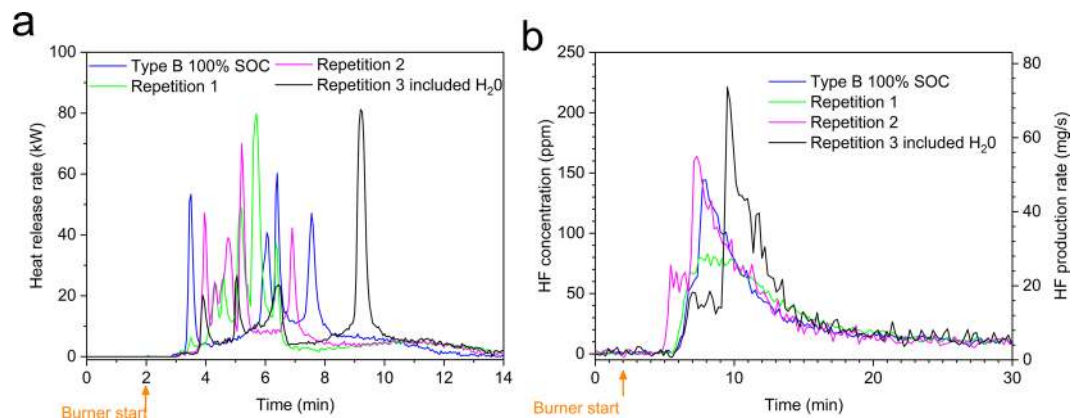 a
Heat release rate (kW)
100
80
60
40
20
0
Type B 100% SOC
Repetition 1
Repetition 2
Repetition 3 included H₂0
0 2 4 6 8 10 12 14
Burner start
Time (min)
b
HF concentration (ppm)
250
200
150
100
50
0
Type B 100% SOC
Repetition 1
Repetition 2
Repetition 3 included H₂0
80
60
40
20
0
HF production rate (mg/s)
0 10 20 30
Burner start
Time (min)